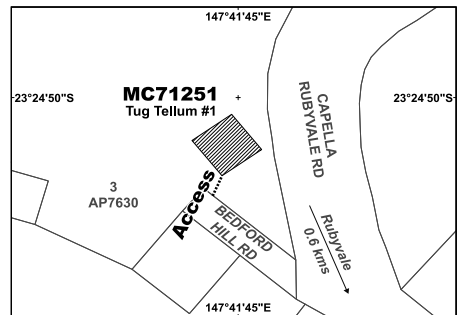 147°41'45"E
23°24'50"S
MC71251
Tug Tellum #1
23°24'50"S
CAPELLA
RUBYVALE RD
3
AP7630
Access
BEDFORD
HILL RD
Rubyvale
0.6 kms
147°41'45"E